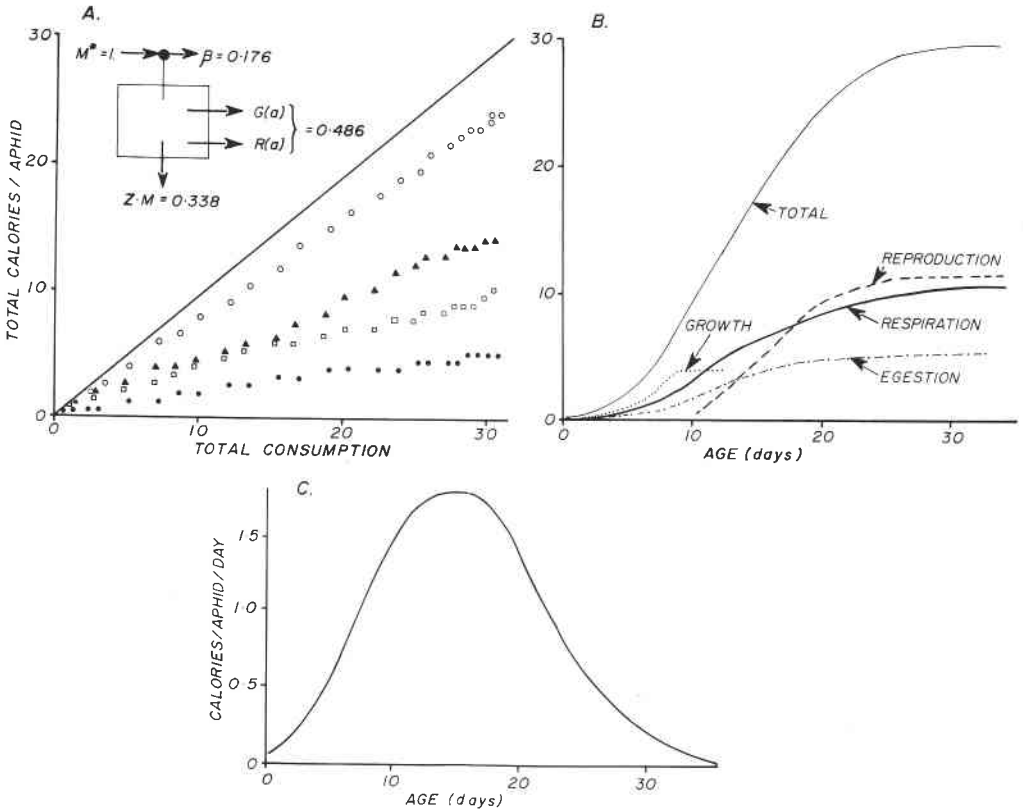 A.
30
20
10
0
TOTAL CALORIES / APHID
M* = 1.
β = 0·176
G(a)
R(a)
} = 0·486
Z·M = 0·338
0
10
20
30
TOTAL CONSUMPTION
B.
30
20
10
0
TOTAL
REPRODUCTION
GROWTH
RESPIRATION
EGESTION
0
10
20
30
AGE (days)
C.
CALORIES/APHID/DAY
1·5
1·0
0·5
0
0
10
20
30
AGE (days)